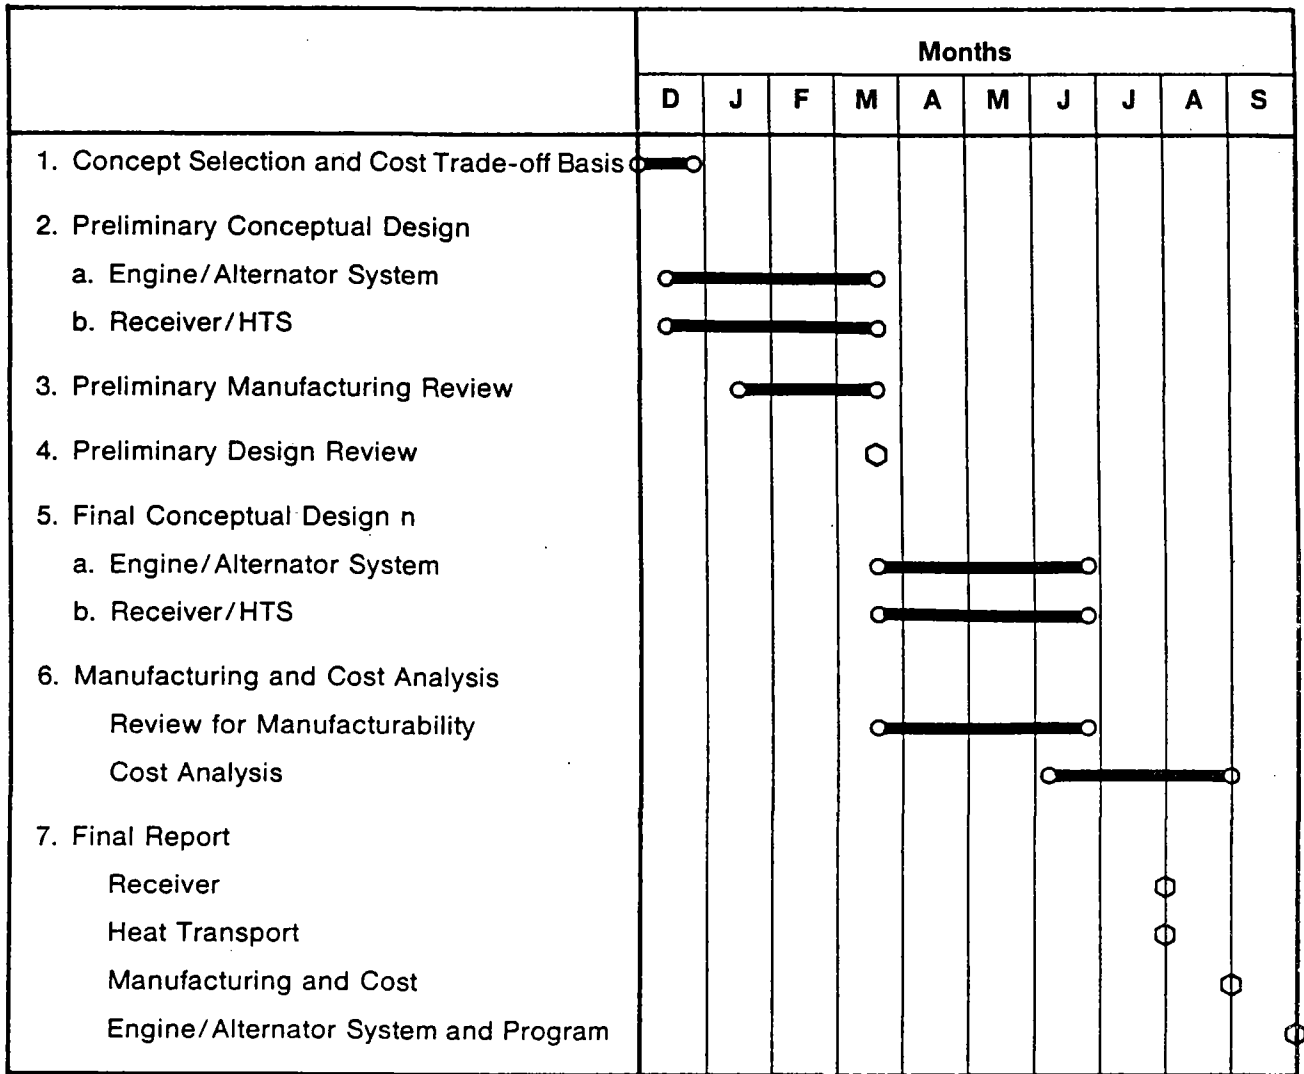 Months
D J F M A M J J A S
1. Concept Selection and Cost Trade-off Basis
2. Preliminary Conceptual Design
a. Engine/Alternator System
b. Receiver/HTS
3. Preliminary Manufacturing Review
4. Preliminary Design Review
5. Final Conceptual Design n
a. Engine/Alternator System
b. Receiver/HTS
6. Manufacturing and Cost Analysis
Review for Manufacturability
Cost Analysis
7. Final Report
Receiver
Heat Transport
Manufacturing and Cost
Engine/Alternator System and Program